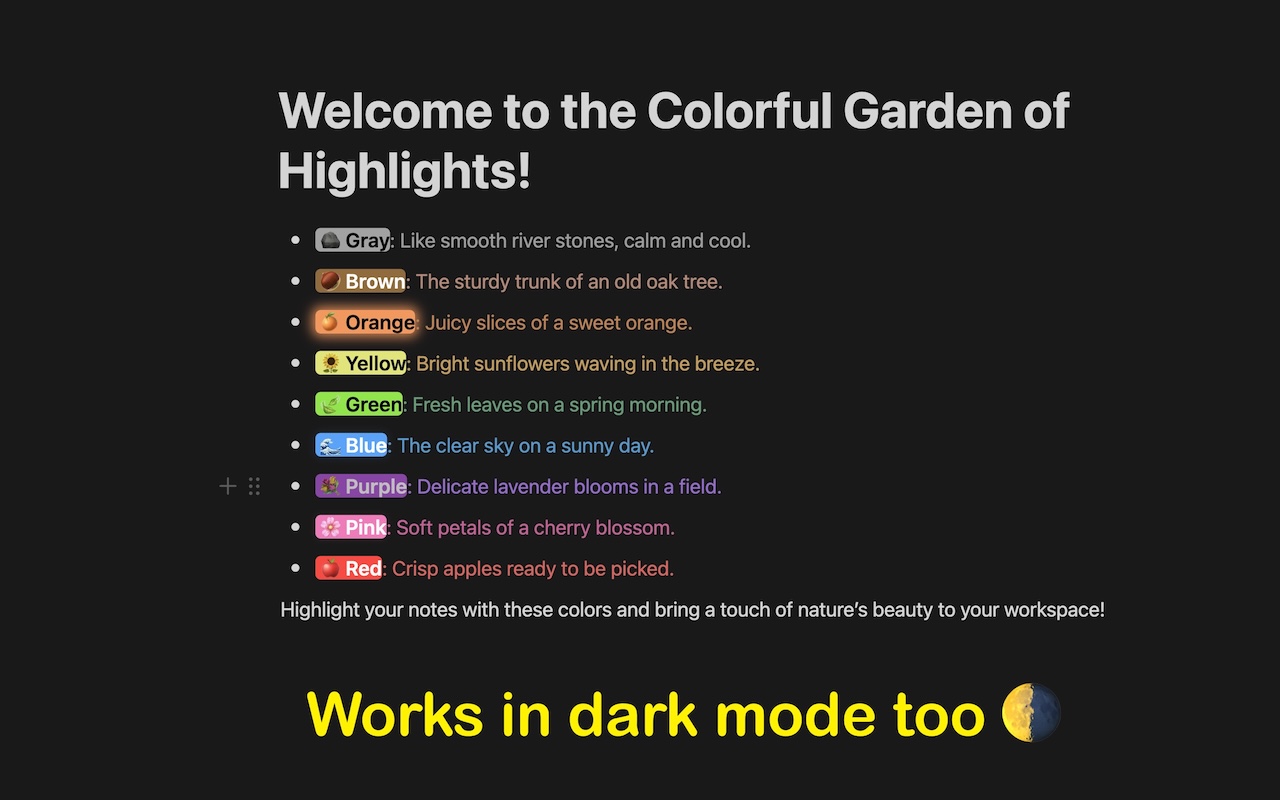 Welcome to the Colorful Garden of
Highlights!
Gray: Like smooth river stones, calm and cool.
Brown: The sturdy trunk of an old oak tree.
Orange: Juicy slices of a sweet orange.
Yellow: Bright sunflowers waving in the breeze.
Green: Fresh leaves on a spring morning.
Blue: The clear sky on a sunny day.
Purple: Delicate lavender blooms in a field.
Pink: Soft petals of a cherry blossom.
Red: Crisp apples ready to be picked.
Highlight your notes with these colors and bring a touch of nature’s beauty to your workspace!
Works in dark mode too